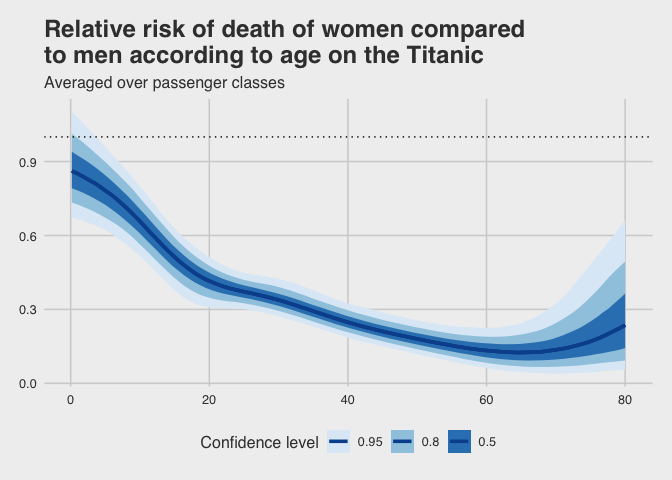 Relative risk of death of women compared
to men according to age on the Titanic
Averaged over passenger classes
0.9
0.6
0.3
0.0
0 20 40 60 80
Confidence level 0.95 0.8 0.5